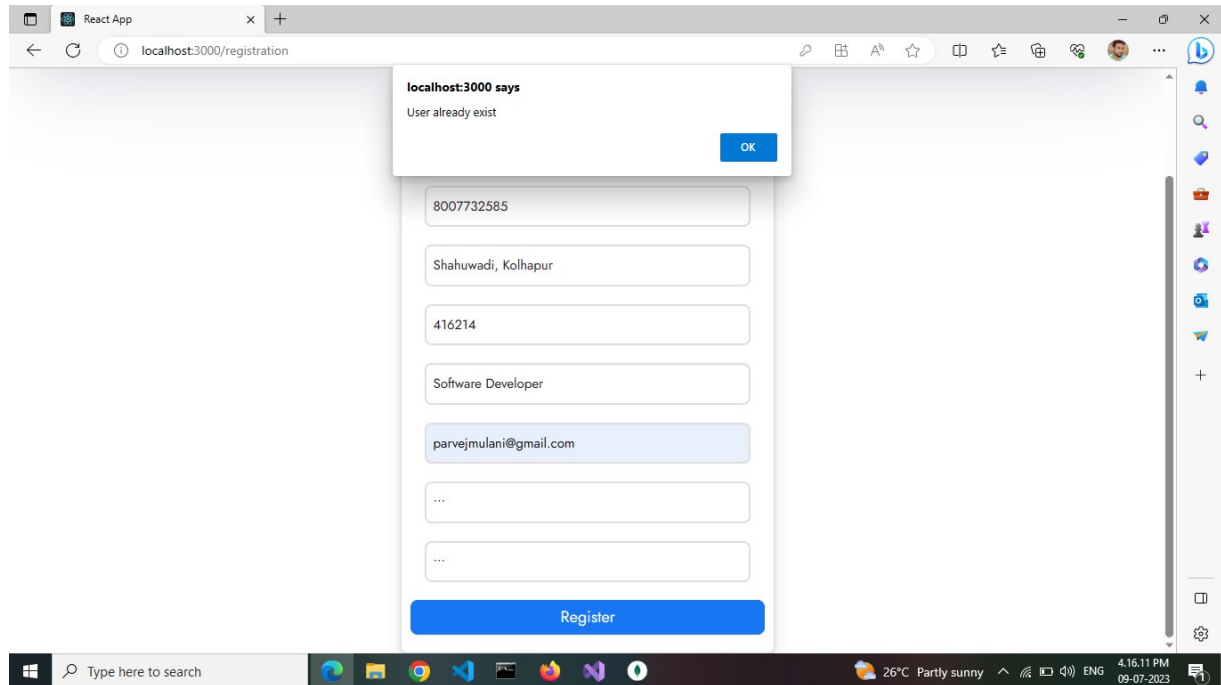 React App
localhost:3000/registration
localhost:3000 says
User already exist
OK
8007732585
Shahuwadi, Kolhapur
416214
Software Developer
parvejmulani@gmail.com
...
...
Register
Type here to search
26°C Partly sunny
ENG
4.16.11 PM
09-07-2023
1